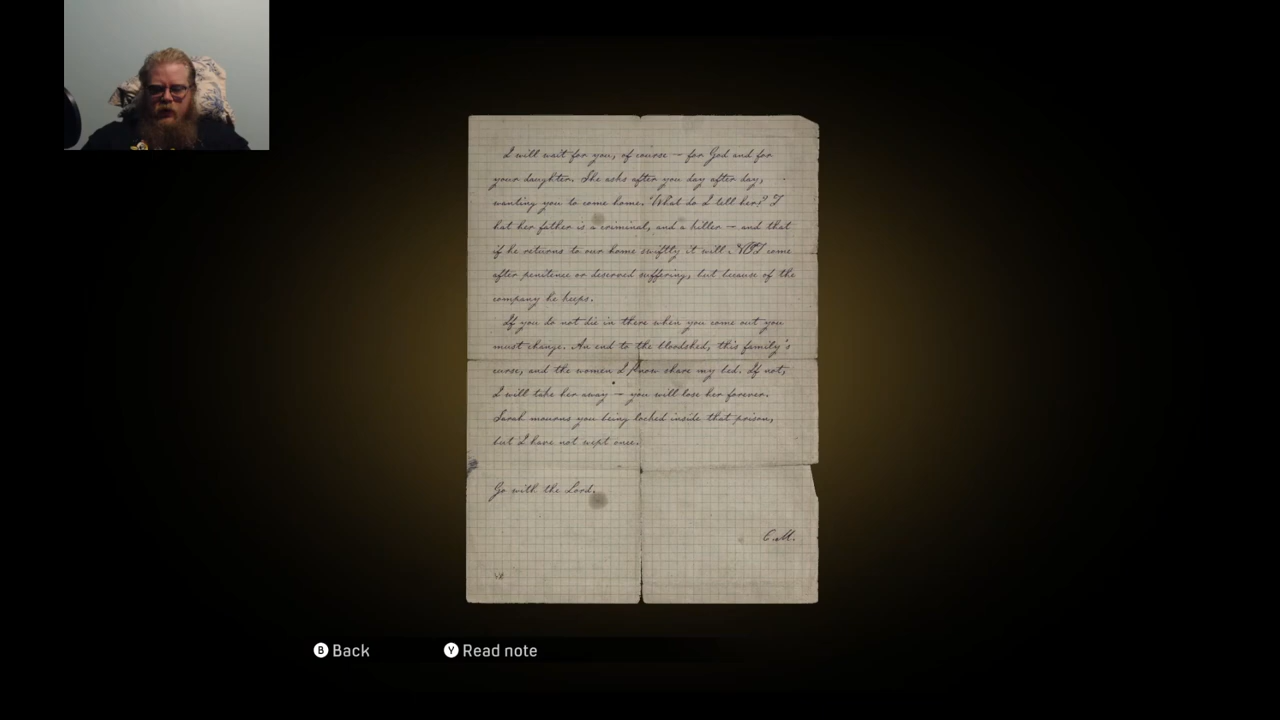 I will wait for you, of course — for God and for
your daughter. She asks after you day after day,
wanting you to come home. What do I tell her? T
hat her father is a criminal, and a killer — and that
if he returns to our home swiftly it will NOT come
after penitence or deserved suffering, but because of the
company he keeps.
If you do not die in there when you come out you
must change. An end to the bloodshed, this family's
curse, and the women I know share my bed. If not,
I will take her away — you will lose her forever.
Sarah mourns you being locked inside that prison,
but I have not wept once.
Go with the Lord.
C.M.
B Back
Y Read note